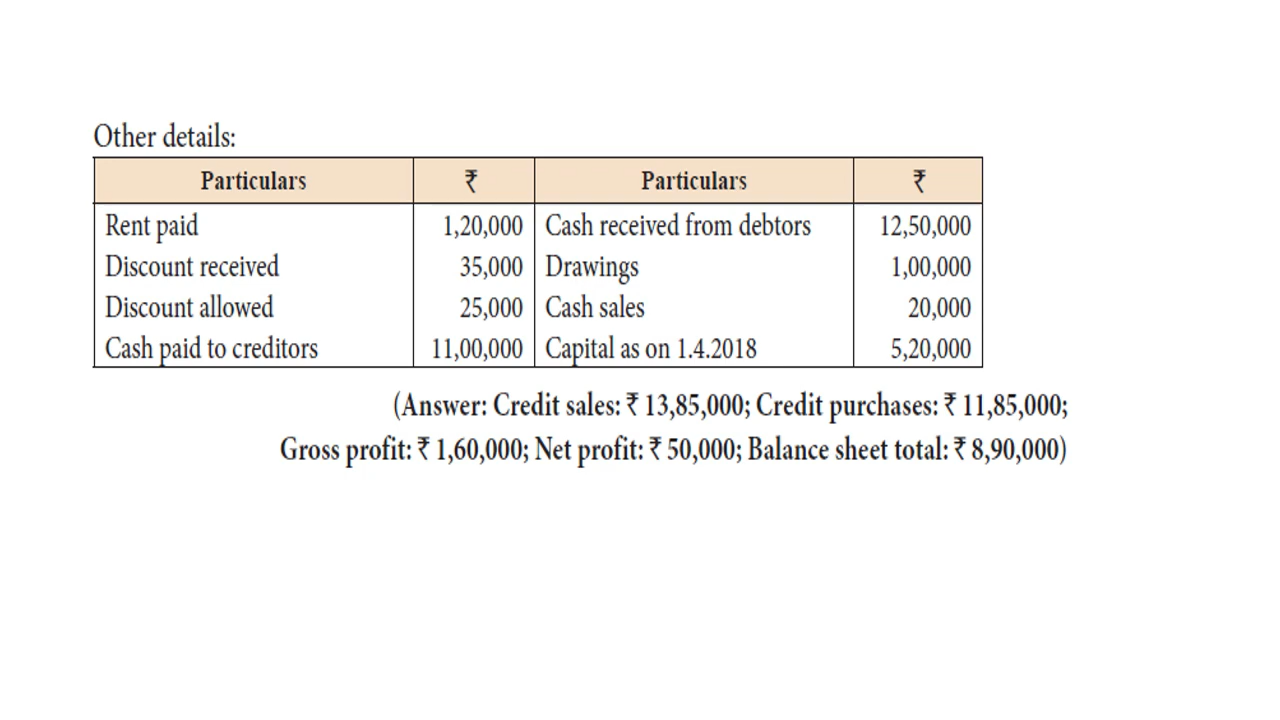 Other details:
Particulars ₹ Particulars ₹
Rent paid 1,20,000 Cash received from debtors 12,50,000
Discount received 35,000 Drawings 1,00,000
Discount allowed 25,000 Cash sales 20,000
Cash paid to creditors 11,00,000 Capital as on 1.4.2018 5,20,000
(Answer: Credit sales: ₹ 13,85,000; Credit purchases: ₹ 11,85,000;
Gross profit: ₹ 1,60,000; Net profit: ₹ 50,000; Balance sheet total: ₹ 8,90,000)